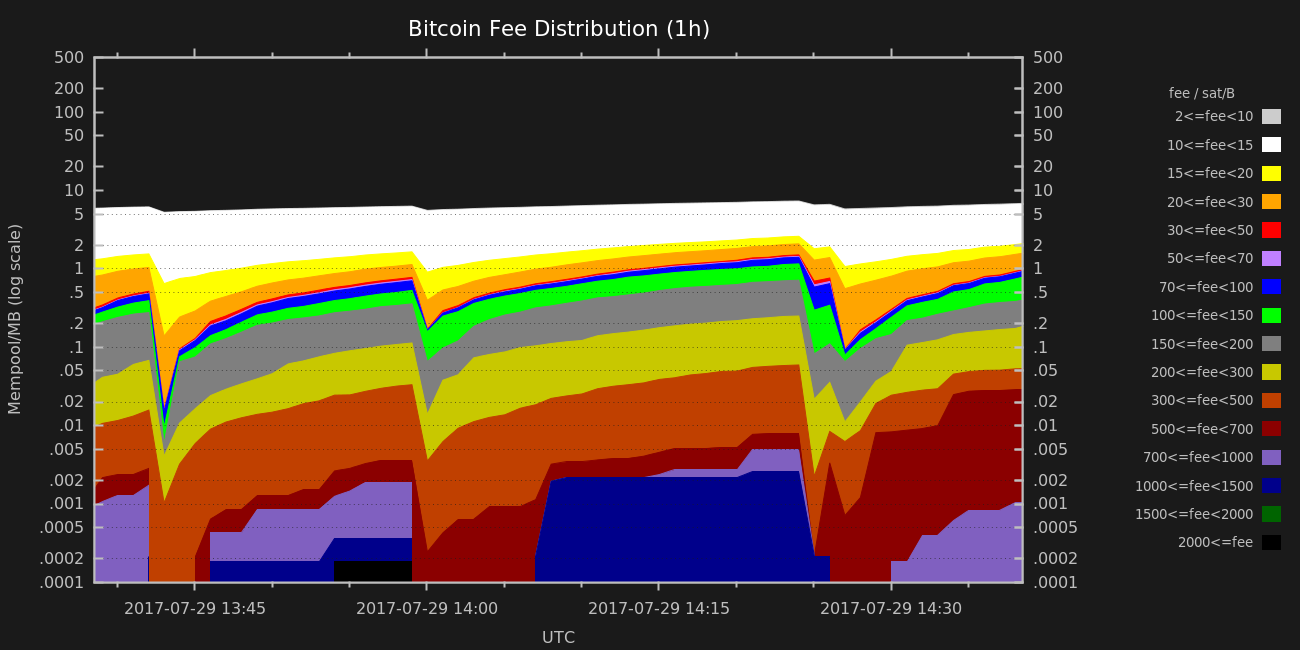 Bitcoin Fee Distribution (1h)
Mempool/MB (log scale)
500
200
100
50
20
10
5
2
1
.5
.2
.1
.05
.02
.01
.005
.002
.001
.0005
.0002
.0001
500
200
100
50
20
10
5
2
1
.5
.2
.1
.05
.02
.01
.005
.002
.001
.0005
.0002
.0001
2017-07-29 13:45
2017-07-29 14:00
2017-07-29 14:15
2017-07-29 14:30
UTC
fee / sat/B
2<=fee<10
10<=fee<15
15<=fee<20
20<=fee<30
30<=fee<50
50<=fee<70
70<=fee<100
100<=fee<150
150<=fee<200
200<=fee<300
300<=fee<500
500<=fee<700
700<=fee<1000
1000<=fee<1500
1500<=fee<2000
2000<=fee